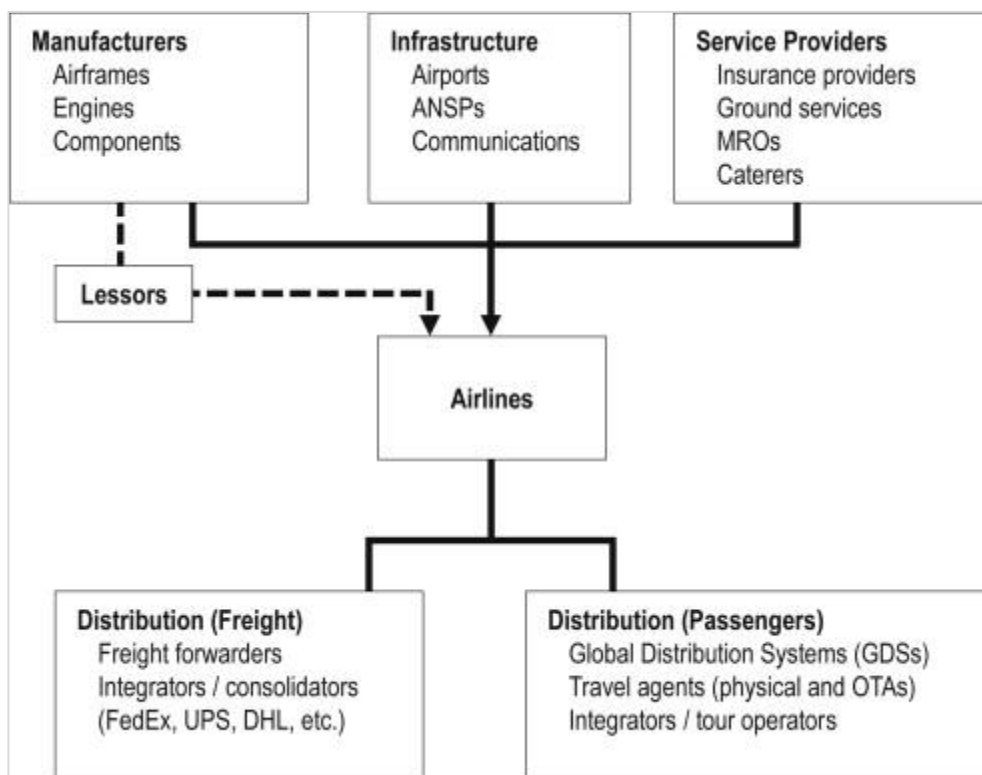 Manufacturers
Airframes
Engines
Components
Infrastructure
Airports
ANSPs
Communications
Service Providers
Insurance providers
Ground services
MROs
Caterers
Lessors
Airlines
Distribution (Freight)
Freight forwarders
Integrators / consolidators
(FedEx, UPS, DHL, etc.)
Distribution (Passengers)
Global Distribution Systems (GDSs)
Travel agents (physical and OTAs)
Integrators / tour operators